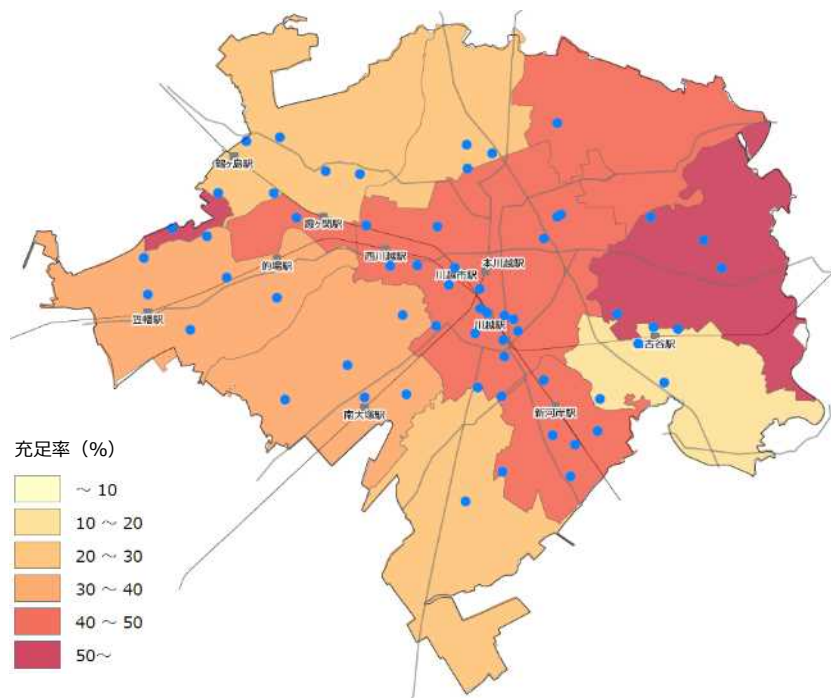 鶴ヶ島駅
霞ヶ関駅
的場駅
西川越駅
川越市駅
本川越駅
笠幡駅
川越駅
古谷駅
南大塚駅
新河岸駅
充足率（%）
～ 10
10 ～ 20
20 ～ 30
30 ～ 40
40 ～ 50
50～